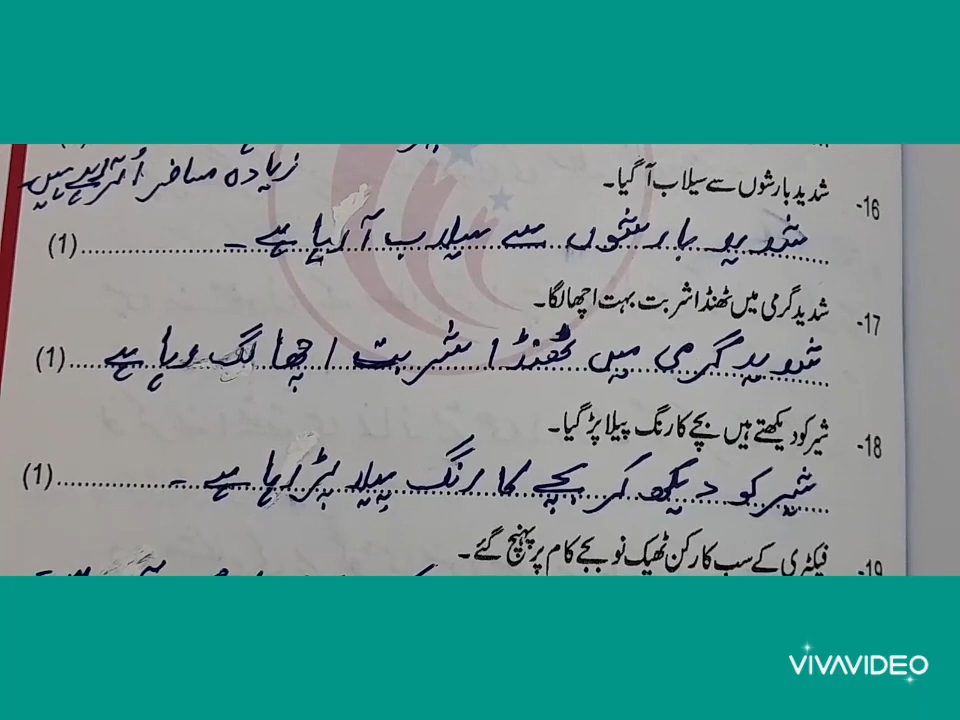 زیادہ مسافر اُتر آرہے ہیں
16- شدید بارشوں سے سیلاب آ گیا۔
شدید بارشوں سے سیلاب آ رہا ہے۔ (1)
17- شدید گرمی میں ٹھنڈا شربت بہت اچھا لگا۔
شدید گرمی میں ٹھنڈا شربت اچھا لگ رہا ہے (1)
18- شیر کو دیکھتے ہیں بچے کا رنگ پیلا پڑ گیا۔
شیر کو دیکھ کر بچے کا رنگ پیلا پڑ رہا ہے۔ (1)
19- فیکٹری کے سب کارکن ٹھیک نو بجے کام پر پہنچ گئے۔
VIVAVIDEO